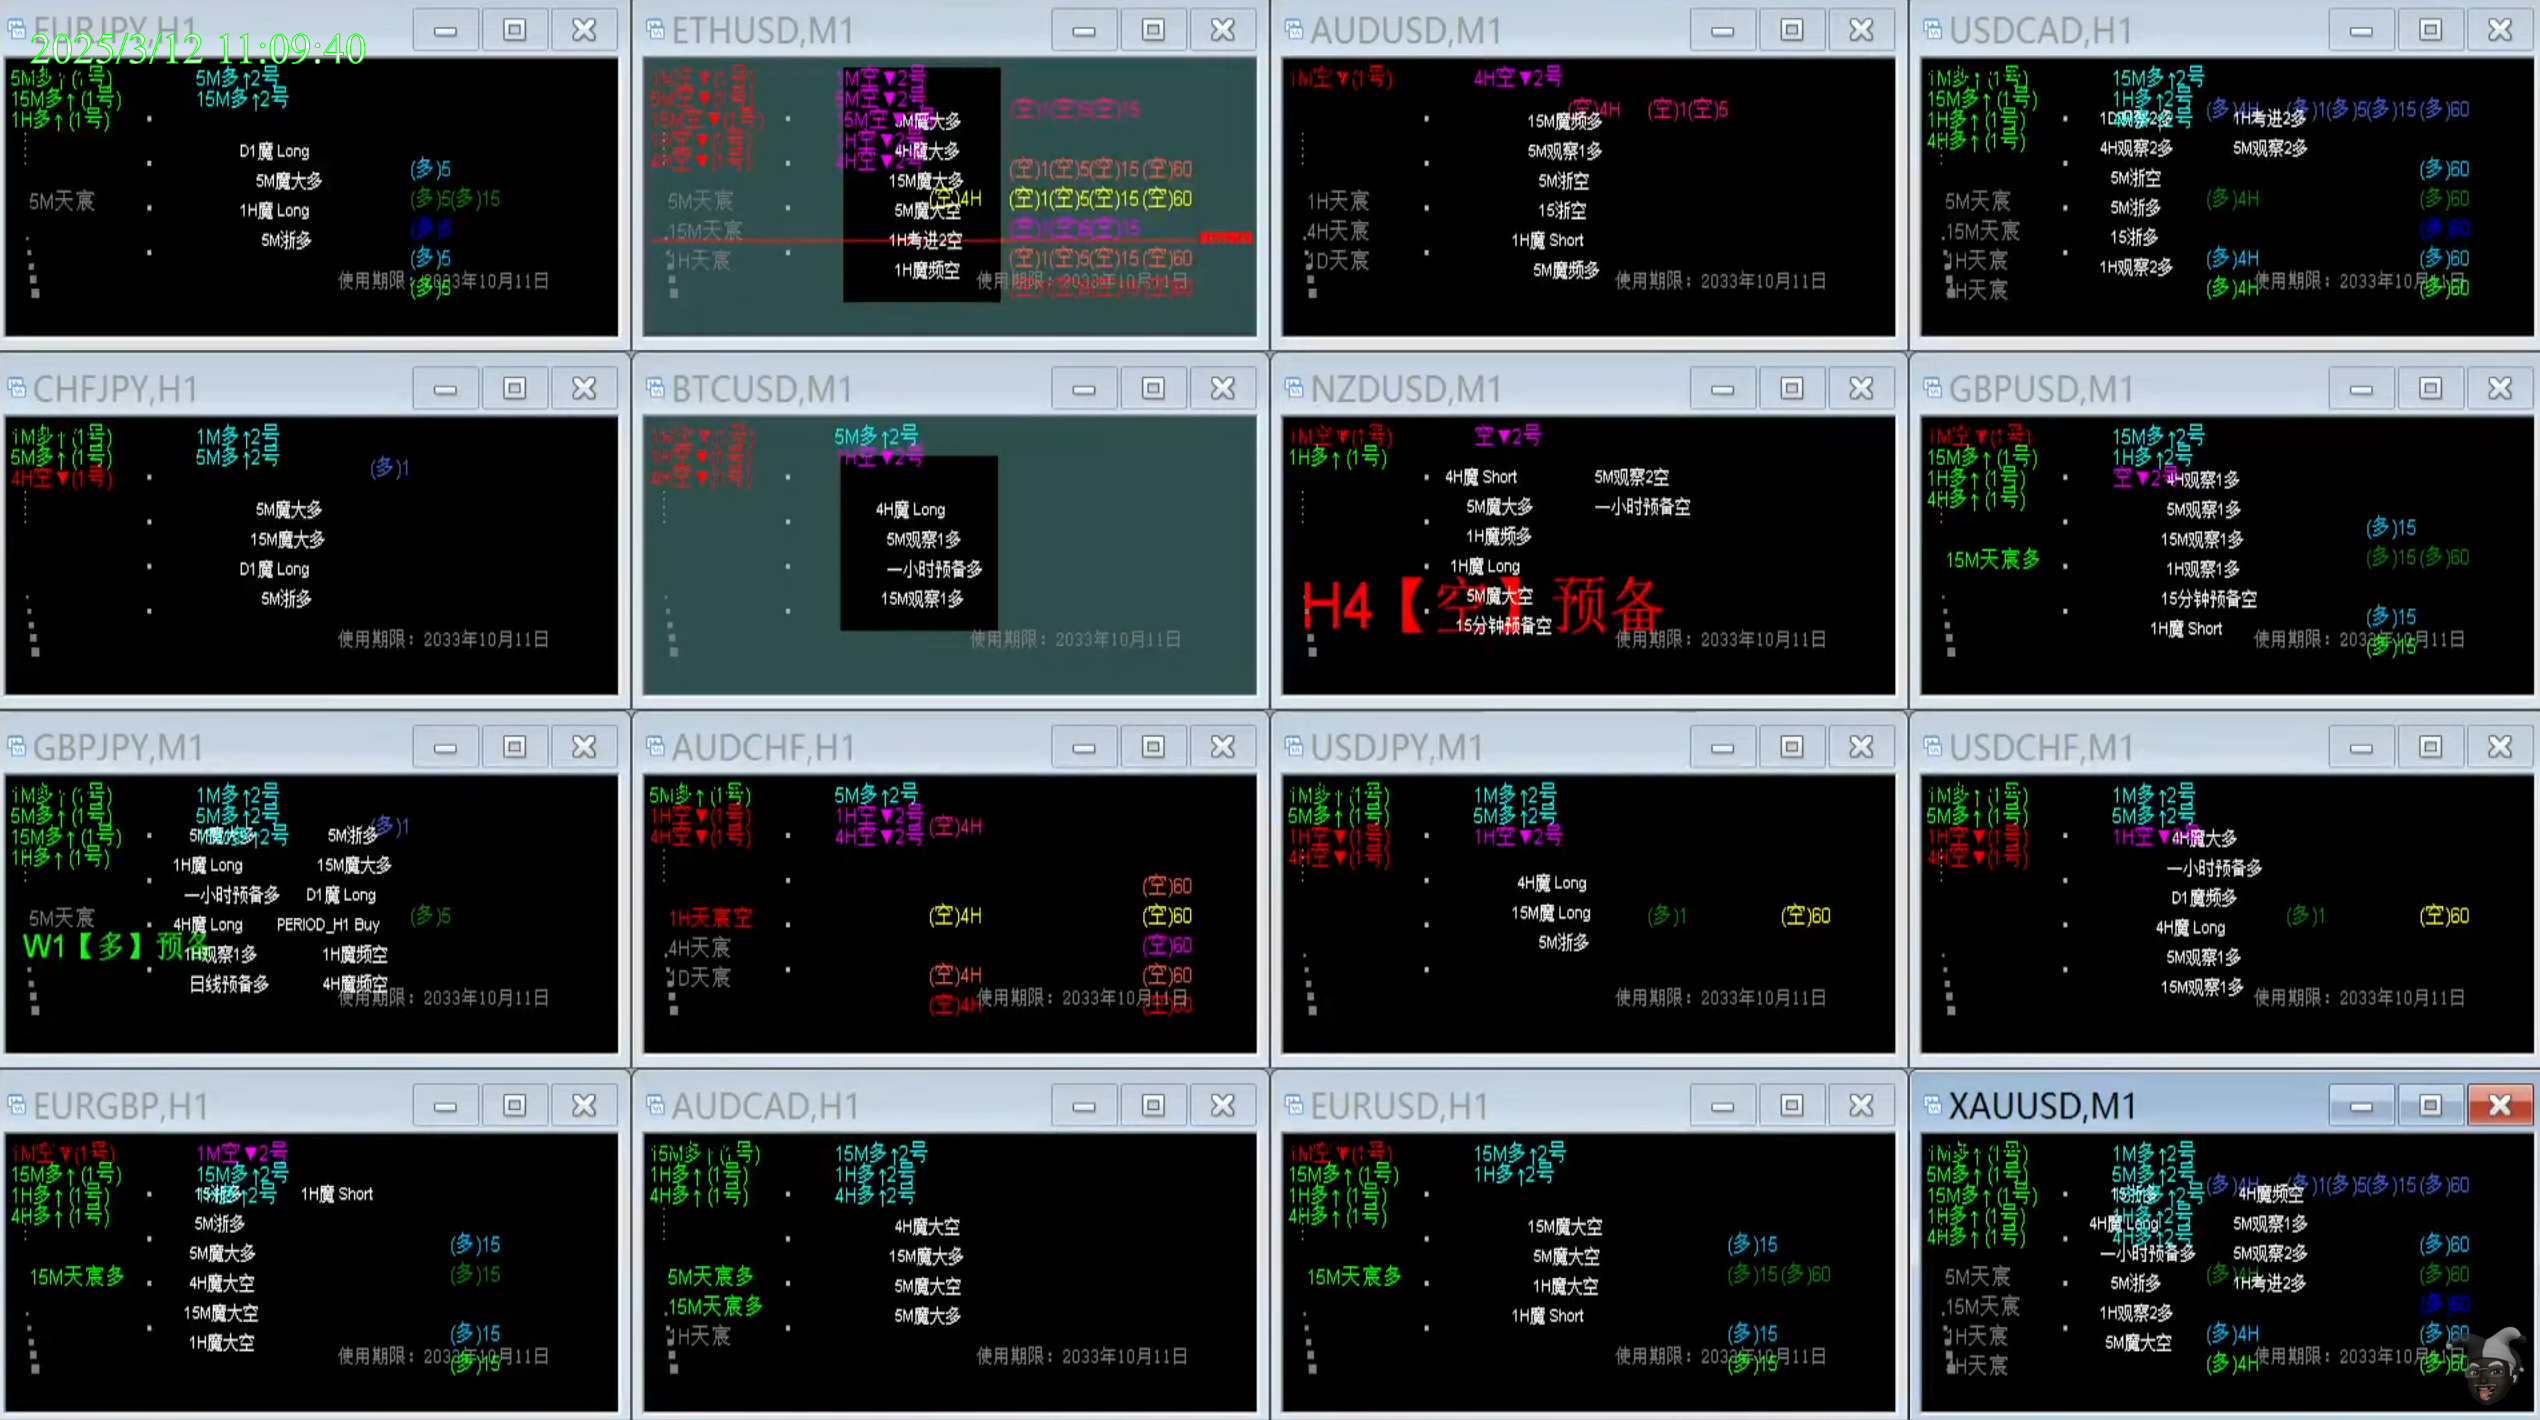 EURJPY,H1
2025/3/12 11:09:40
5M多↑(1号) 5M多↑2号
15M多↑(1号) 15M多↑2号
1H多↑(1号)
D1魔 Long
(多)5
5M魔大多
5M天宸 (多)5(多)15
1H魔 Long
(多)5
5M浙多
(多)5
使用期限：2033年10月11日
(多)5
ETHUSD,M1
1M空▼(1号) 1M空▼2号
5M空▼(1号) 5M空▼2号
(空)1(空)5(空)15
15M空▼(1号) 15M空▼2号 5M魔大多
1H空▼(1号) 1H空▼2号
4H魔大多
4H空▼(1号) 4H空▼2号
(空)1(空)5(空)15(空)60
15M魔大多
5M天宸 (空)4H (空)1(空)5(空)15(空)60
5M魔大空
15M天宸 (空)1(空)5(空)15
1H考进2空
1H天宸 (空)1(空)5(空)15(空)60
1H魔频空
使用期限：2033年10月11日
(空)1(空)5(空)15(空)60
AUDUSD,M1
1M空▼(1号) 4H空▼2号
(空)4H (空)1(空)5
15M魔频多
5M观察1多
5M浙空
1H天宸
15浙空
4H天宸
1H魔 Short
1D天宸
5M魔频多
使用期限：2033年10月11日
USDCAD,H1
1M多↑(1号) 15M多↑2号
15M多↑(1号) 1H多↑2号
(多)4H (多)1(多)5(多)15(多)60
1H多↑(1号) 4H多↑2号 1D观察2多 1H考进2多
4H多↑(1号)
4H观察2多 5M观察2多
(多)60
5M浙空
5M天宸 (多)4H (多)60
5M浙多
15M天宸 (多)60
15浙多
1H天宸 (多)4H (多)60
1H观察2多
使用期限：2033年10月11日
4H天宸 (多)4H (多)60
CHFJPY,H1
1M多↑(1号) 1M多↑2号
5M多↑(1号) 5M多↑2号
(多)1
4H空▼(1号)
5M魔大多
15M魔大多
D1魔 Long
5M浙多
使用期限：2033年10月11日
BTCUSD,M1
1M空▼(1号) 5M多↑2号
1H空▼(1号) 1H空▼2号
4H空▼(1号)
4H魔 Long
5M观察1多
一小时预备多
15M观察1多
使用期限：2033年10月11日
NZDUSD,M1
1M空▼(1号) 空▼2号
1H多↑(1号)
4H魔 Short 5M观察2空
5M魔大多 一小时预备空
1H魔频多
1H魔 Long
5M魔大空
H4【空】预备
15分钟预备空
使用期限：2033年10月11日
GBPUSD,M1
1M空▼(1号) 15M多↑2号
15M多↑(1号) 1H多↑2号
1H多↑(1号) 空▼2号 4H观察1多
4H多↑(1号)
5M观察1多
(多)15
15M观察1多
15M天宸多 (多)15(多)60
1H观察1多
15分钟预备空
(多)15
1H魔 Short
使用期限：2033年10月11日
(多)15
GBPJPY,M1
1M多↑(1号) 1M多↑2号
5M多↑(1号) 5M多↑2号
(多)1
15M多↑(1号) 15M多↑2号 5M魔大多 5M浙多
1H多↑(1号)
1H魔 Long 15M魔大多
一小时预备多 D1魔 Long
5M天宸 (多)5
4H魔 Long PERIOD_H1 Buy
W1【多】预备
1H观察1多 1H魔频空
日线预备多 4H魔频空
使用期限：2033年10月11日
AUDCHF,H1
5M多↑(1号) 5M多↑2号
1H空▼(1号) 1H空▼2号
(空)4H
4H空▼(1号) 4H空▼2号
(空)60
1H天宸空 (空)4H (空)60
4H天宸 (空)60
1D天宸 (空)4H (空)60
使用期限：2033年10月11日
(空)4H (空)60
USDJPY,M1
1M多↑(1号) 1M多↑2号
5M多↑(1号) 5M多↑2号
1H空▼(1号) 1H空▼2号
4H空▼(1号)
4H魔 Long
15M魔 Long (多)1 (空)60
5M浙多
使用期限：2033年10月11日
USDCHF,M1
1M多↑(1号) 1M多↑2号
5M多↑(1号) 5M多↑2号
1H空▼(1号) 1H空▼2号 4H魔大多
4H空▼(1号)
一小时预备多
D1魔频多
(多)1 (空)60
4H魔 Long
5M观察1多
15M观察1多
使用期限：2033年10月11日
EURGBP,H1
1M空▼(1号) 1M空▼2号
15M多↑(1号) 15M多↑2号
1H多↑(1号) 15浙多 1H魔 Short
4H多↑(1号)
5M浙多
(多)15
5M魔大多
15M天宸多 (多)15
4H魔大空
15M魔大空
(多)15
1H魔大空
使用期限：2033年10月11日
(多)15
AUDCAD,H1
15M多↑(1号) 15M多↑2号
1H多↑(1号) 1H多↑2号
4H多↑(1号) 4H多↑2号
4H魔大空
15M魔大多
5M天宸多
5M魔大空
15M天宸多
5M魔大多
1H天宸
使用期限：2033年10月11日
EURUSD,H1
1M空▼(1号) 15M多↑2号
15M多↑(1号) 1H多↑2号
1H多↑(1号)
4H多↑(1号)
15M魔大空
(多)15
5M魔大空
15M天宸多 (多)15(多)60
1H魔大空
1H魔 Short
(多)15
使用期限：2033年10月11日
(多)15
XAUUSD,M1
1M多↑(1号) 1M多↑2号
5M多↑(1号) 5M多↑2号
(多)4H (多)1(多)5(多)15(多)60
15M多↑(1号) 15M多↑2号 15浙多 4H魔频空
1H多↑(1号) 1H多↑2号
4H魔 Long 5M观察1多
4H多↑(1号) 4H多↑2号
(多)60
一小时预备多 5M观察2多
5M天宸 (多)4H (多)60
5M浙多 1H考进2多
15M天宸 (多)60
1H观察2多
1H天宸 (多)4H (多)60
5M魔大空
使用期限：2033年10月11日
4H天宸 (多)4H (多)60